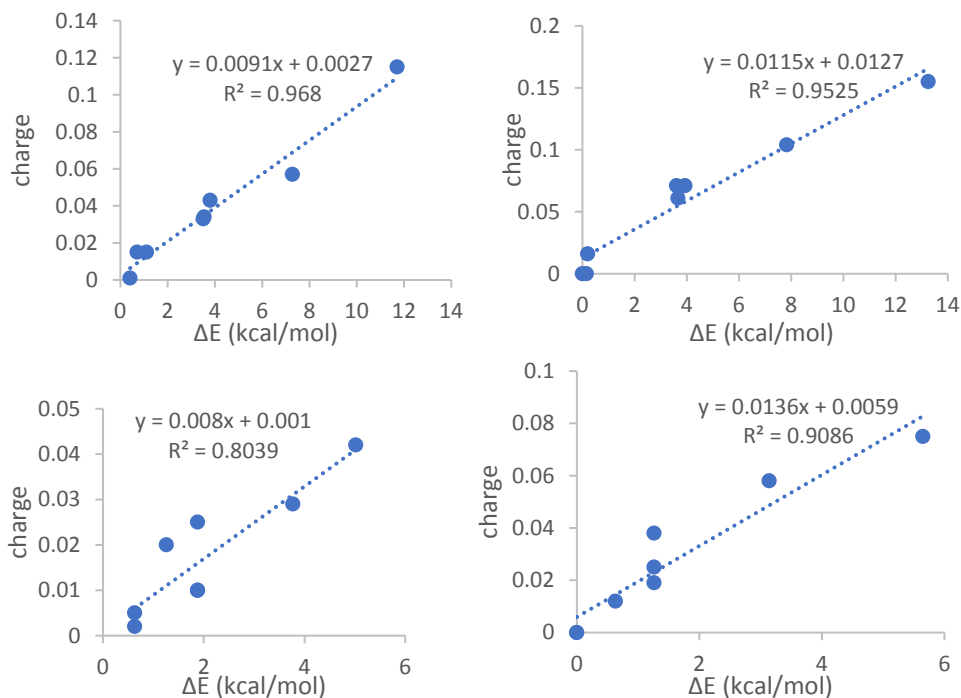 0.14
0.12
0.1
0.08
0.06
0.04
0.02
0
charge
y = 0.0091x + 0.0027
R² = 0.968
0 2 4 6 8 10 12 14
ΔE (kcal/mol)
0.2
0.15
0.1
0.05
0
charge
y = 0.0115x + 0.0127
R² = 0.9525
0 2 4 6 8 10 12 14
ΔE (kcal/mol)
0.05
0.04
0.03
0.02
0.01
0
charge
y = 0.008x + 0.001
R² = 0.8039
0 2 4 6
ΔE (kcal/mol)
0.1
0.08
0.06
0.04
0.02
0
charge
y = 0.0136x + 0.0059
R² = 0.9086
0 2 4 6
ΔE (kcal/mol)